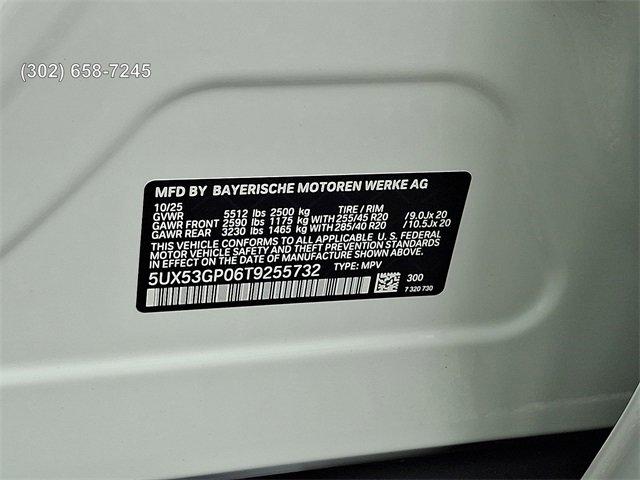 (302) 658-7245
MFD BY BAYERISCHE MOTOREN WERKE AG
10/25 TIRE / RIM
GVWR 5512 lbs 2500 kg
GAWR FRONT 2590 lbs 1175 kg WITH 255/45 R20 /9.0Jx 20
GAWR REAR 3230 lbs 1465 kg WITH 285/40 R20 /10.5Jx 20
THIS VEHICLE CONFORMS TO ALL APPLICABLE U. S. FEDERAL
MOTOR VEHICLE SAFETY AND THEFT PREVENTION STANDARDS
IN EFFECT ON THE DATE OF MANUFACTURE SHOWN ABOVE.
5UX53GP06T9255732 TYPE: MPV
300
7 320 730